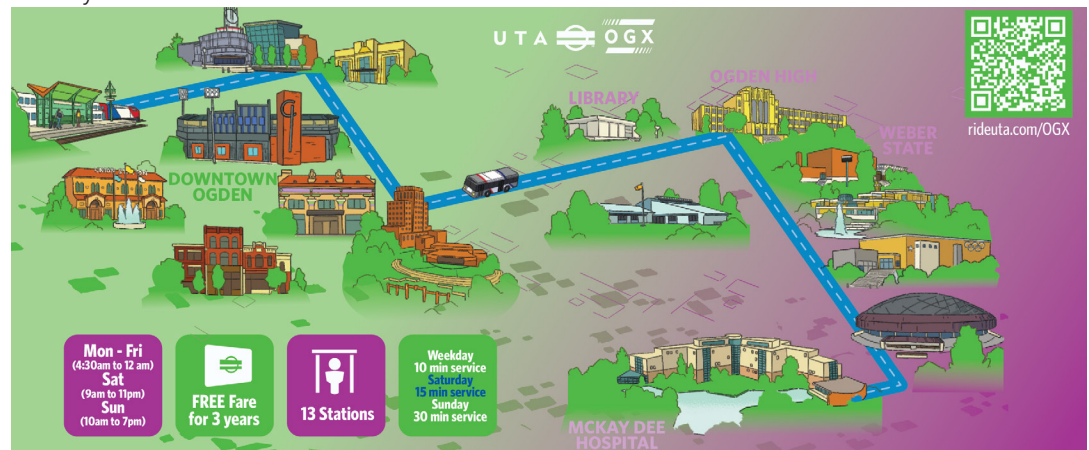 UTA OGX
rideuta.com/OGX
LIBRARY
OGDEN HIGH
WEBER
STATE
DOWNTOWN
OGDEN
MCKAY DEE
HOSPITAL
Mon - Fri
(4:30am to 12 am)
Sat
(9am to 11pm)
Sun
(10am to 7pm)
FREE Fare
for 3 years
13 Stations
Weekday
10 min service
Saturday
15 min service
Sunday
30 min service